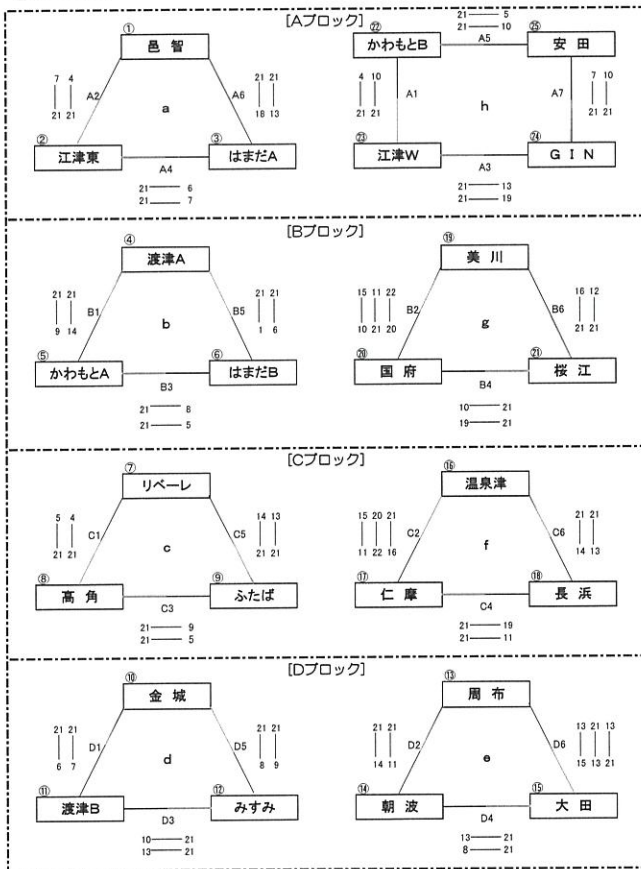 [Aブロック]
① 邑智
7 4
21 21
A2
A6
21 21
18 13
a
② 江津東
③ はまだA
A4
21 6
21 7
㉒ かわもとB
21 5
21 10
A5
㉕ 安田
4 10
21 21
A1
h
A7
7 10
21 21
㉓ 江津W
㉔ GIN
A3
21 13
21 19
[Bブロック]
④ 渡津A
21 21
9 14
B1
b
B5
21 21
1 6
⑤ かわもとA
⑥ はまだB
B3
21 8
21 5
⑲ 美川
15 11 22
10 21 20
B2
g
B6
16 12
21 21
⑳ 国府
㉑ 桜江
B4
10 21
19 21
[Cブロック]
⑦ リベーレ
5 4
21 21
C1
c
C5
14 13
21 21
⑧ 高角
⑨ ふたば
C3
21 9
21 5
⑯ 温泉津
15 20 21
11 22 16
C2
f
C6
21 21
14 13
⑰ 仁摩
⑱ 長浜
C4
21 19
21 11
[Dブロック]
⑩ 金城
21 21
6 7
D1
d
D5
21 21
8 9
⑪ 渡津B
⑫ みすみ
D3
10 21
13 21
⑬ 周布
21 21
14 11
D2
e
D6
13 21 13
15 13 21
⑭ 朝波
⑮ 大田
D4
13 21
8 21